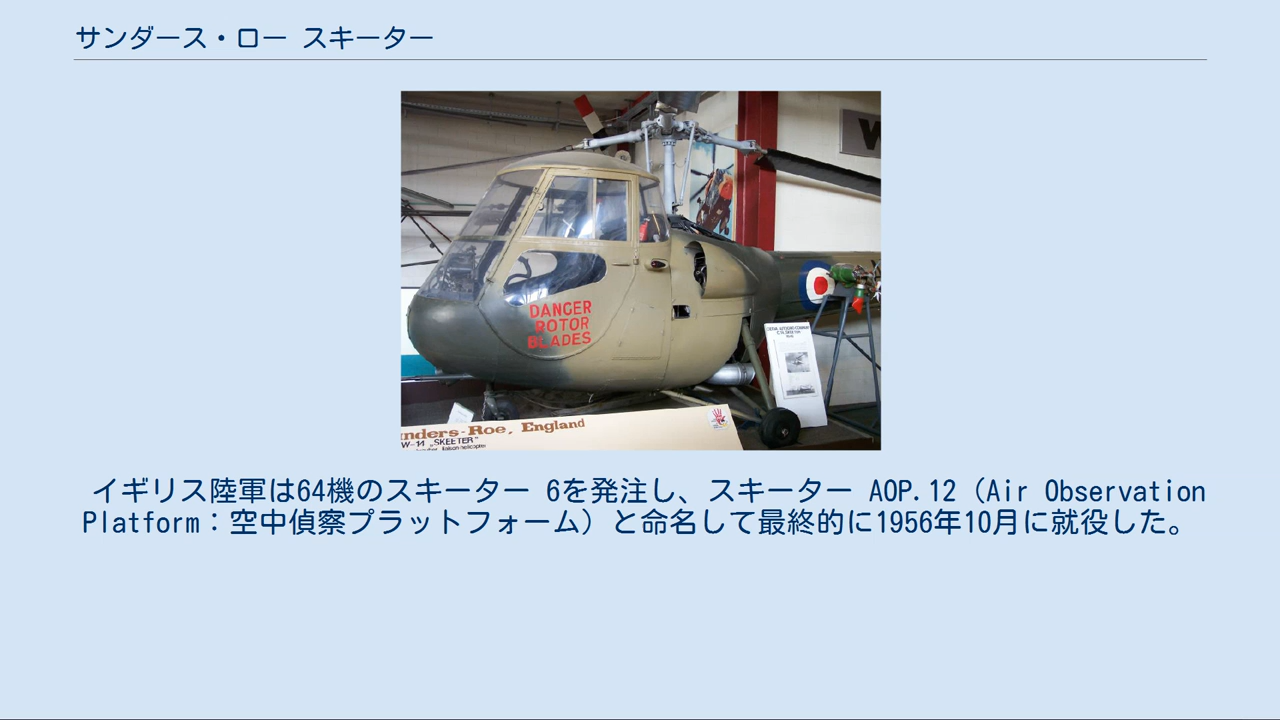 サンダース・ロー スキーター
W
DANGER
ROTOR
BLADES
nders-Roe, England
W-14 „SKEETER"
liaison helicopter
イギリス陸軍は64機のスキーター 6を発注し、スキーター AOP.12（Air Observation
Platform：空中偵察プラットフォーム）と命名して最終的に1956年10月に就役した。